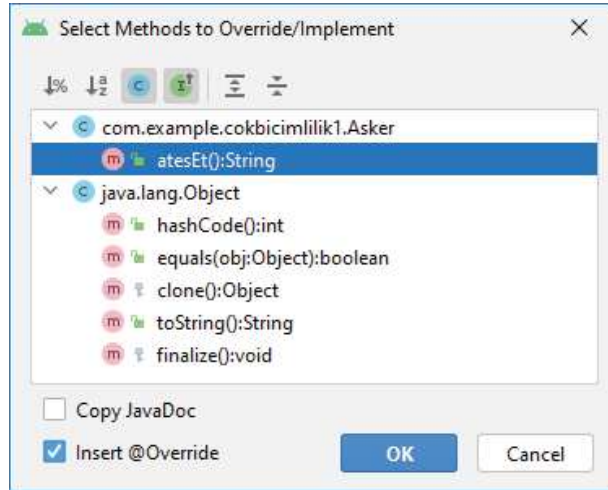 Select Methods to Override/Implement
com.example.cokbicimlilik1.Asker
atesEt():String
java.lang.Object
hashCode():int
equals(obj:Object):boolean
clone():Object
toString():String
finalize():void
Copy JavaDoc
Insert @Override
OK
Cancel